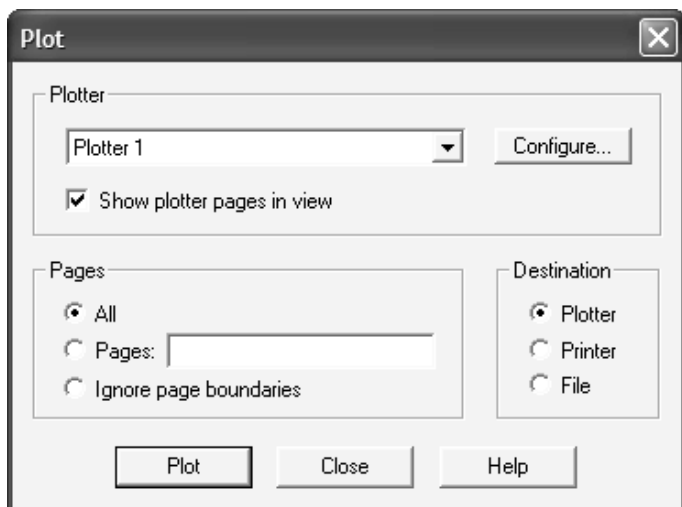 Plot
Plotter
Plotter 1
Configure...
Show plotter pages in view
Pages
All
Pages:
Ignore page boundaries
Destination
Plotter
Printer
File
Plot Close Help